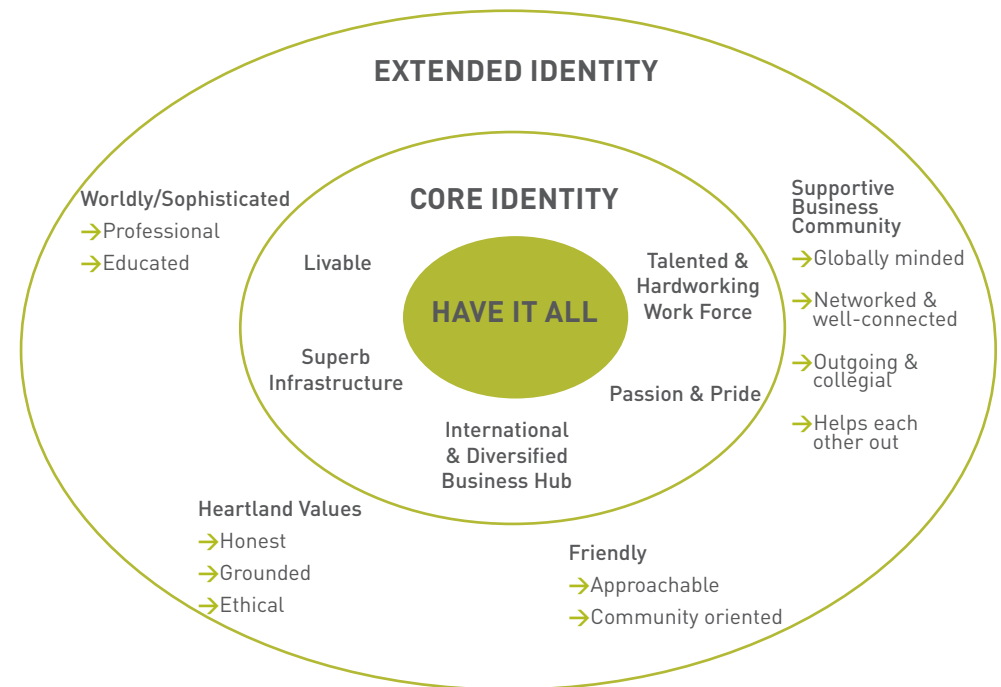 EXTENDED IDENTITY
Worldly/Sophisticated
→Professional
→Educated
CORE IDENTITY
Livable
Superb
Infrastructure
HAVE IT ALL
Talented &
Hardworking
Work Force
Passion & Pride
International
& Diversified
Business Hub
Supportive
Business
Community
→Globally minded
→Networked &
well-connected
→Outgoing &
collegial
→Helps each
other out
Heartland Values
→Honest
→Grounded
→Ethical
Friendly
→Approachable
→Community oriented